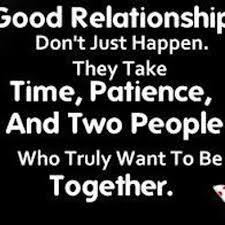 Good Relationship
Don't Just Happen.
They Take
Time, Patience,
And Two People
Who Truly Want To Be
Together.